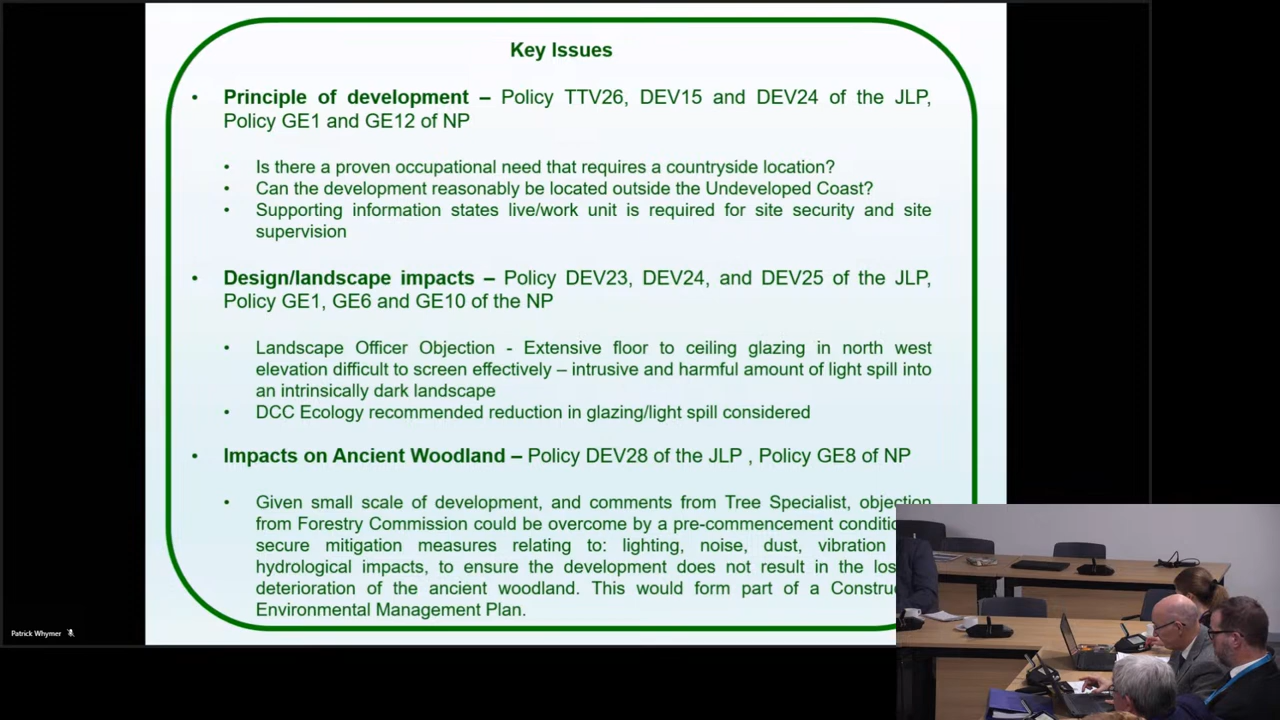 Key Issues
• Principle of development – Policy TTV26, DEV15 and DEV24 of the JLP,
Policy GE1 and GE12 of NP
• Is there a proven occupational need that requires a countryside location?
• Can the development reasonably be located outside the Undeveloped Coast?
• Supporting information states live/work unit is required for site security and site
supervision
• Design/landscape impacts – Policy DEV23, DEV24, and DEV25 of the JLP,
Policy GE1, GE6 and GE10 of the NP
• Landscape Officer Objection - Extensive floor to ceiling glazing in north west
elevation difficult to screen effectively – intrusive and harmful amount of light spill into
an intrinsically dark landscape
• DCC Ecology recommended reduction in glazing/light spill considered
• Impacts on Ancient Woodland – Policy DEV28 of the JLP , Policy GE8 of NP
• Given small scale of development, and comments from Tree Specialist, objection
from Forestry Commission could be overcome by a pre-commencement
secure mitigation measures relating to: lighting, noise, dust, vibration
hydrological impacts, to ensure the development does not result in the
deterioration of the ancient woodland. This would form part of a
Environmental Management Plan.
Patrick Whymer